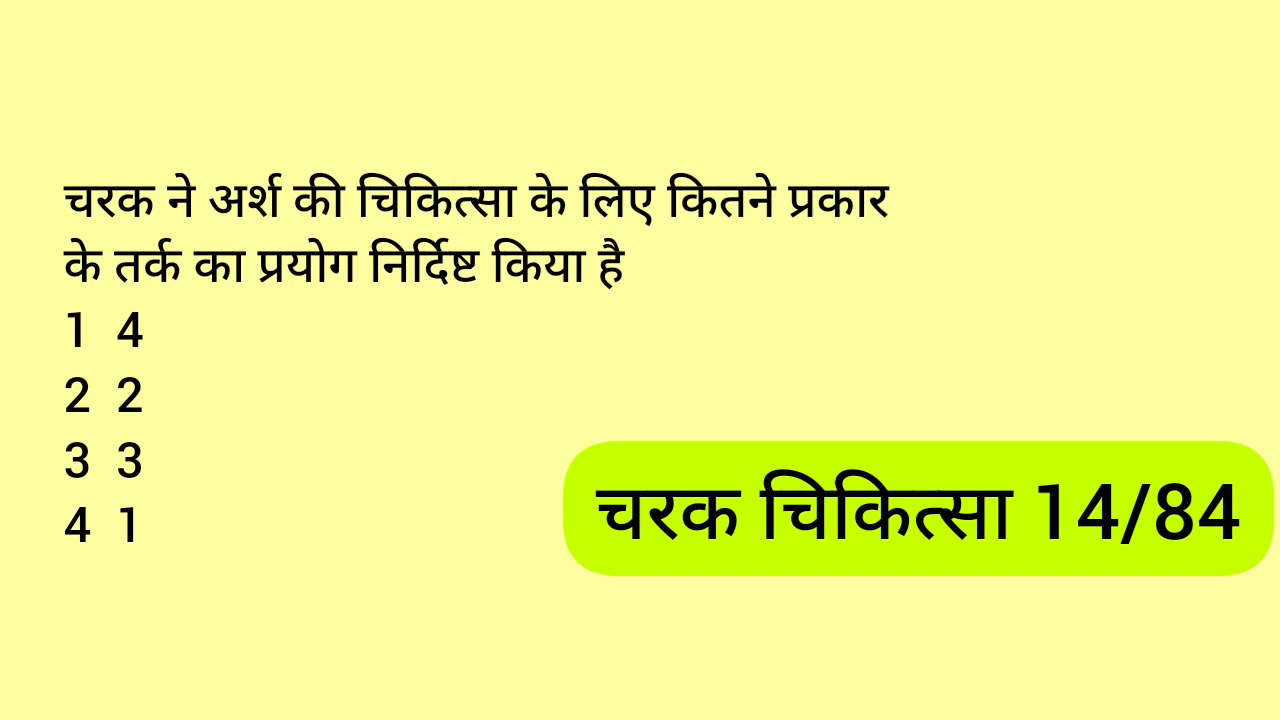 चरक ने अर्श की चिकित्सा के लिए कितने प्रकार
के तर्क का प्रयोग निर्दिष्ट किया है
1 4
2 2
3 3
4 1
चरक चिकित्सा 14/84